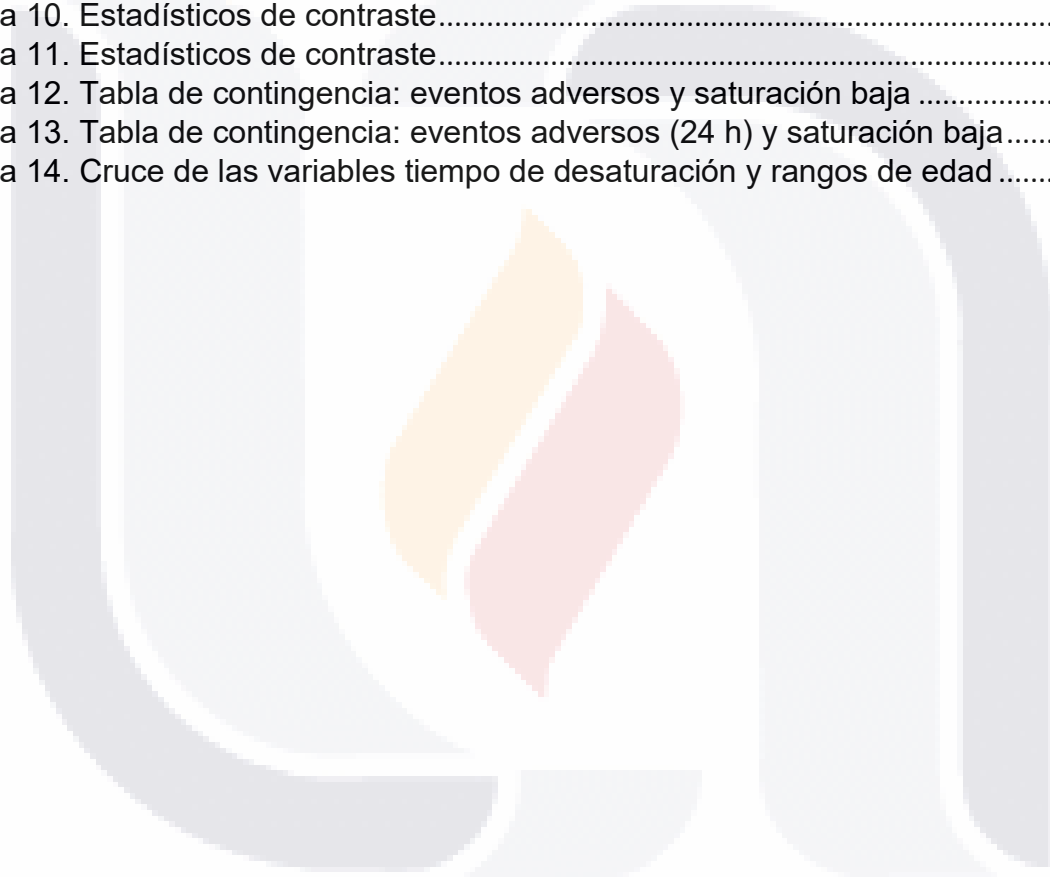 a 10. Estadísticos de contraste....................................................................
a 11. Estadísticos de contraste....................................................................
a 12. Tabla de contingencia: eventos adversos y saturación baja ...............
a 13. Tabla de contingencia: eventos adversos (24 h) y saturación baja.....
a 14. Cruce de las variables tiempo de desaturación y rangos de edad ......